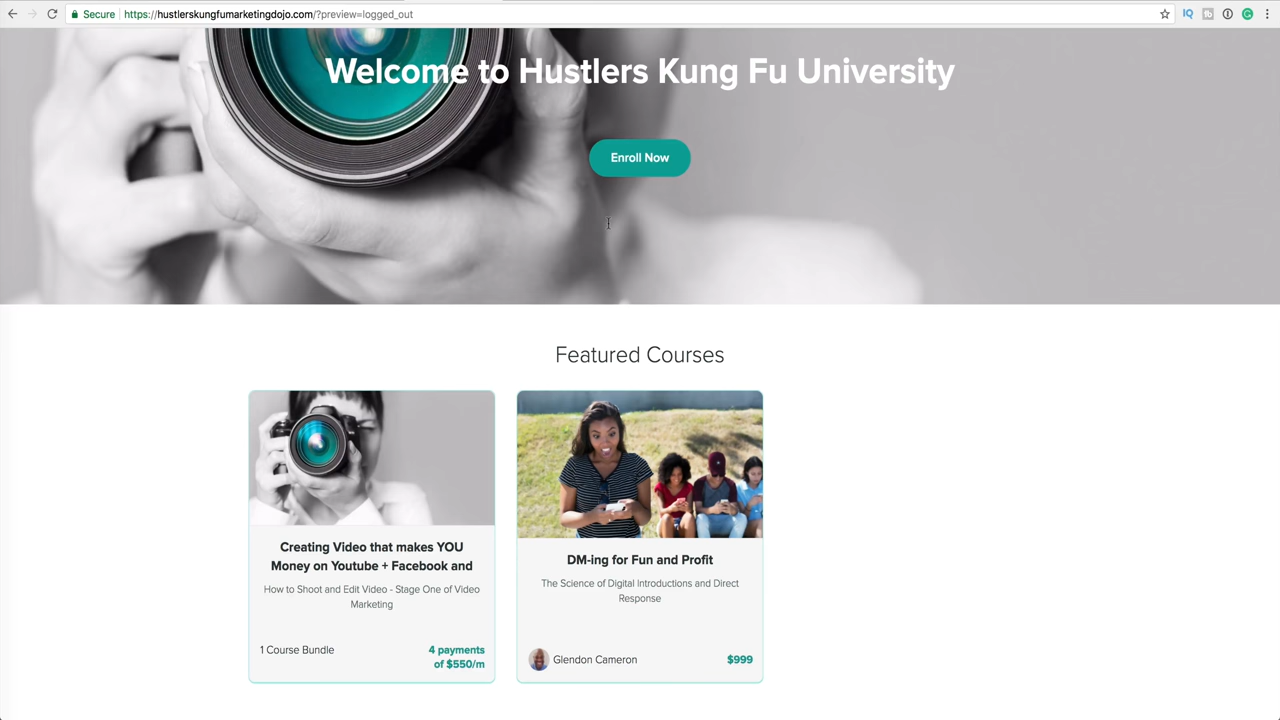 Secure
https://hustlerskungfumarketingdojo.com/?preview=logged_out
Welcome to Hustlers Kung Fu University
Enroll Now
Featured Courses
Creating Video that makes YOU
Money on Youtube + Facebook and
How to Shoot and Edit Video - Stage One of Video
Marketing
1 Course Bundle
4 payments
of $550/m
DM-ing for Fun and Profit
The Science of Digital Introductions and Direct
Response
Glendon Cameron
$999